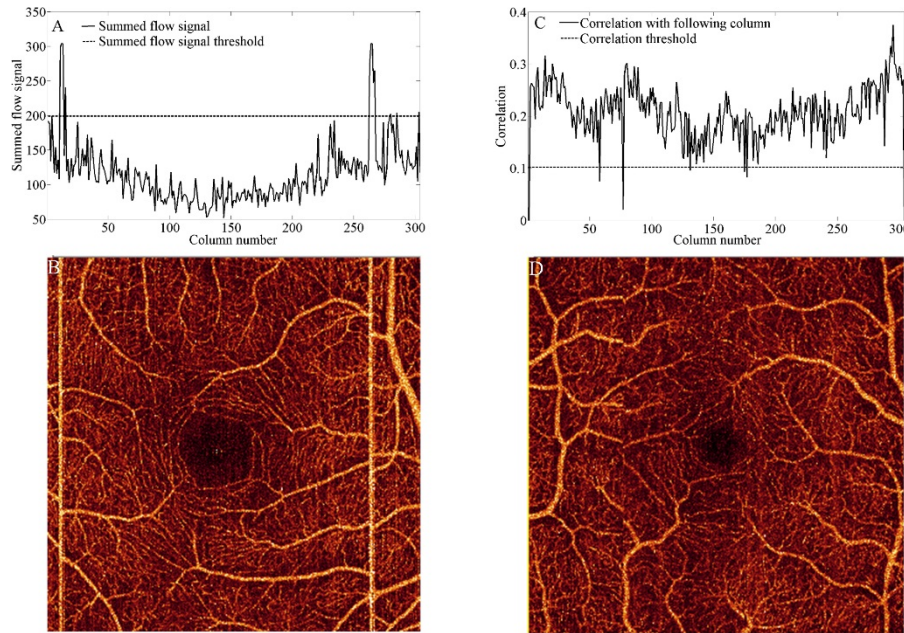 A
Summed flow signal
Summed flow signal threshold
350
300
250
200
150
100
50
Summed flow signal
50
100
150
200
250
300
Column number
C
Correlation with following column
Correlation threshold
0.4
0.3
0.2
0.1
0
Correlation
50
100
150
200
250
300
Column number
B
D